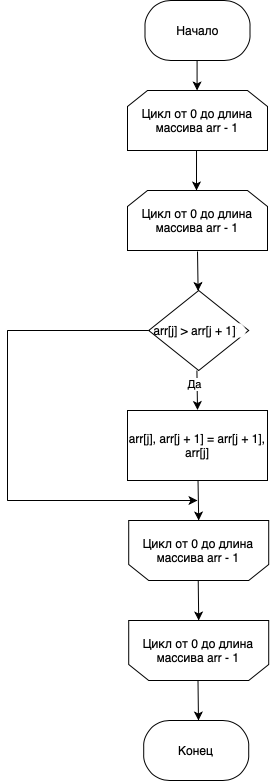 Начало
Цикл от 0 до длина
массива arr - 1
Цикл от 0 до длина
массива arr - 1
arr[j] > arr[j + 1]
Да
arr[j], arr[j + 1] = arr[j + 1],
arr[j]
Цикл от 0 до длина
массива arr - 1
Цикл от 0 до длина
массива arr - 1
Конец